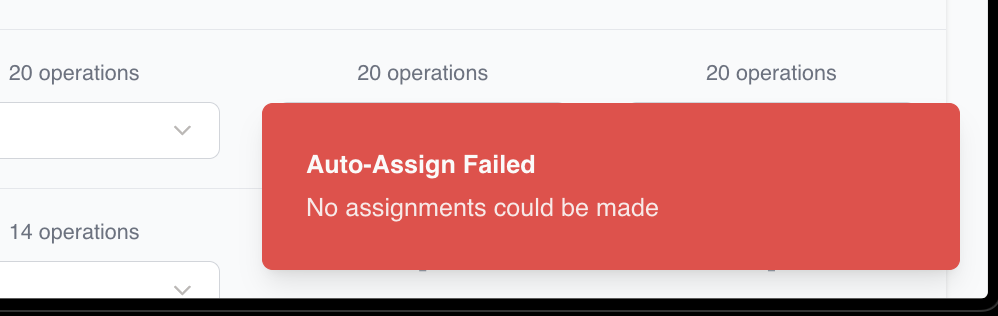 20 operations
20 operations
20 operations
Auto-Assign Failed
No assignments could be made
14 operations